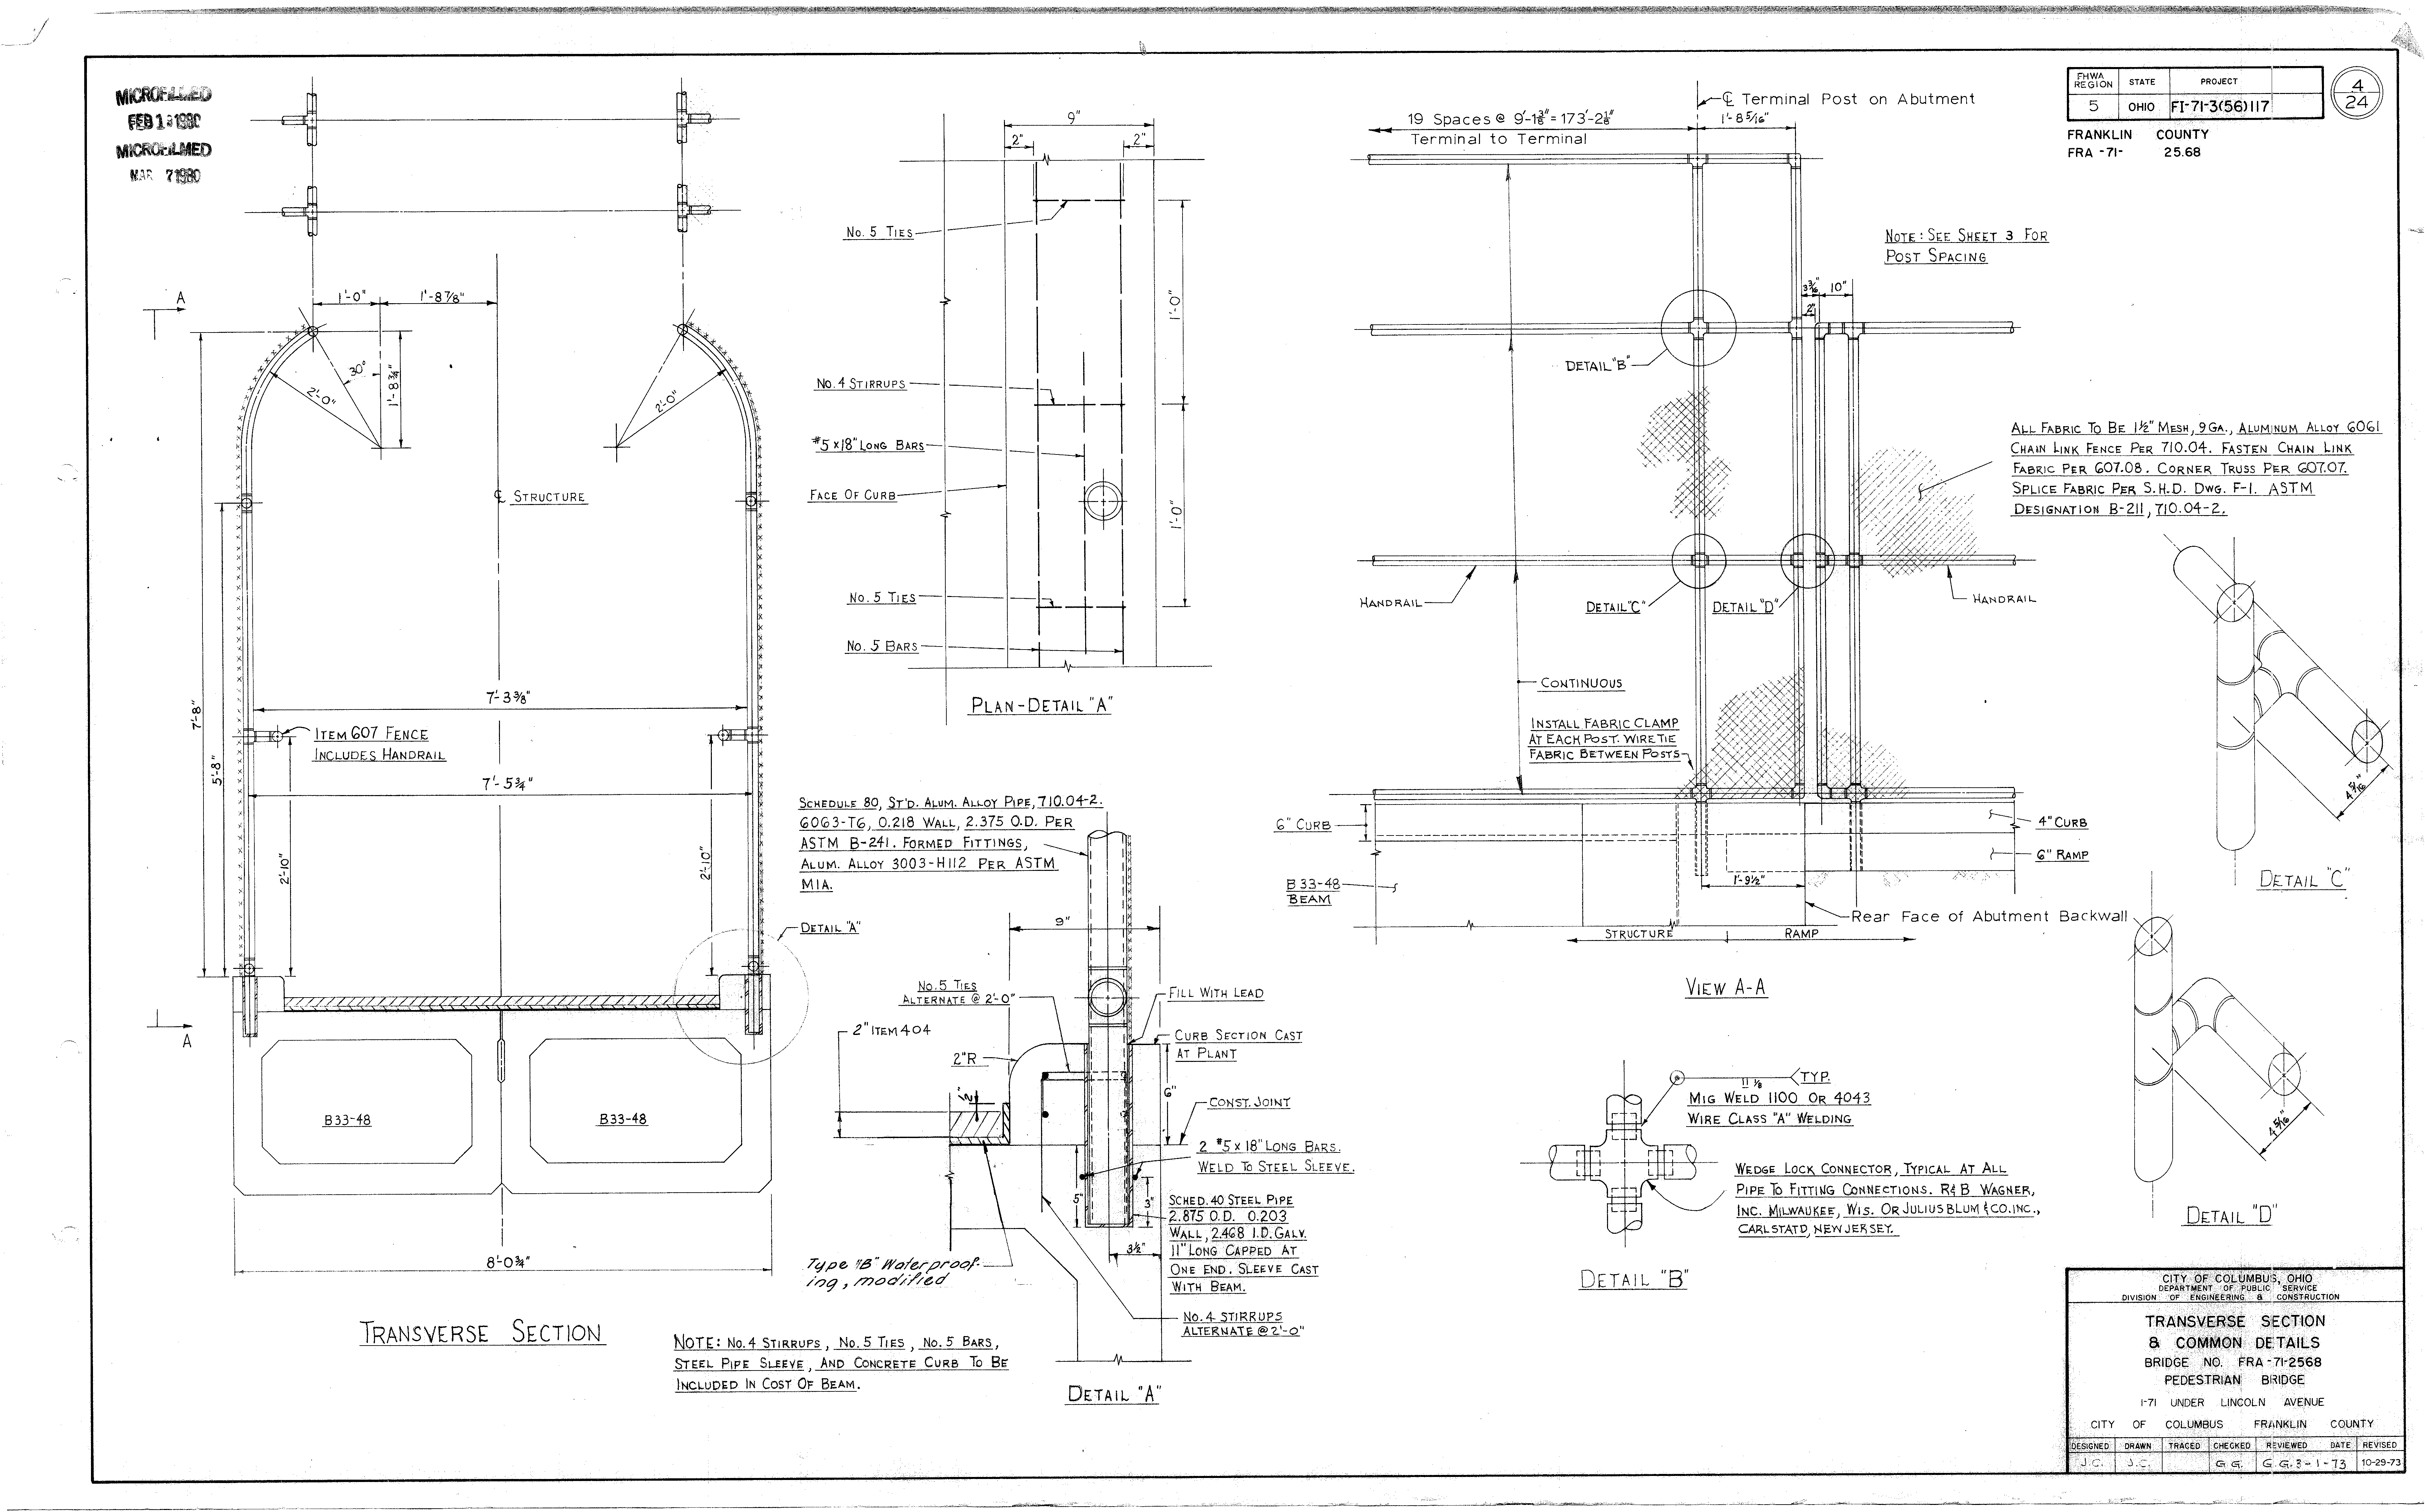 MICROFILMED
FEB 1 1980
MICROFILMED
MAR 7 1980
FHWA REGION
STATE
PROJECT
5
OHIO
FI-71-3(56)117
4
24
FRANKLIN COUNTY
FRA -71- 25.68
A
1'-0"
1'-8 7/8"
30°
2'-0"
1'-8 3/4"
2'-0"
℄ STRUCTURE
7'-8"
5'-8"
7'-3 3/8"
ITEM 607 FENCE
INCLUDES HANDRAIL
7'-5 3/4"
2'-10"
2'-10"
DETAIL "A"
A
B33-48
B33-48
8'-0 3/4"
TRANSVERSE SECTION
9"
2"
2"
NO. 5 TIES
1'-0"
NO. 4 STIRRUPS
#5 x 18" LONG BARS
FACE OF CURB
1'-0"
NO. 5 TIES
NO. 5 BARS
PLAN-DETAIL "A"
SCHEDULE 80, ST'D. ALUM. ALLOY PIPE, 710.04-2.
6063-T6, 0.218 WALL, 2.375 O.D. PER
ASTM B-241. FORMED FITTINGS,
ALUM. ALLOY 3003-H112 PER ASTM
MIA.
9"
NO. 5 TIES
ALTERNATE @ 2'-0"
FILL WITH LEAD
2" ITEM 404
2"R
CURB SECTION CAST
AT PLANT
1/2"
6"
CONST. JOINT
2 #5 x 18" LONG BARS.
WELD TO STEEL SLEEVE.
5"
3"
SCHED. 40 STEEL PIPE
2.875 O.D. 0.203
WALL, 2.468 I.D. GALV.
11" LONG CAPPED AT
ONE END. SLEEVE CAST
WITH BEAM.
3 1/2"
Type "B" Waterproof-
ing, modified
NO. 4 STIRRUPS
ALTERNATE @ 2'-0"
NOTE: NO. 4 STIRRUPS, NO. 5 TIES, NO. 5 BARS,
STEEL PIPE SLEEVE, AND CONCRETE CURB TO BE
INCLUDED IN COST OF BEAM.
DETAIL "A"
℄ Terminal Post on Abutment
19 Spaces @ 9'-1 3/8" = 173'-2 1/8"
Terminal to Terminal
1'-8 5/16"
NOTE: SEE SHEET 3 FOR
POST SPACING
3 3/16"
10"
2"
DETAIL "B"
ALL FABRIC TO BE 1 1/2" MESH, 9 GA., ALUMINUM ALLOY 6061
CHAIN LINK FENCE PER 710.04. FASTEN CHAIN LINK
FABRIC PER 607.08. CORNER TRUSS PER 607.07.
SPLICE FABRIC PER S.H.D. DWG. F-1. ASTM
DESIGNATION B-211, 710.04-2.
HANDRAIL
DETAIL "C"
DETAIL "D"
HANDRAIL
CONTINUOUS
INSTALL FABRIC CLAMP
AT EACH POST. WIRE TIE
FABRIC BETWEEN POSTS
6" CURB
4" CURB
6" RAMP
B 33-48
BEAM
1'-9 1/2"
Rear Face of Abutment Backwall
STRUCTURE
RAMP
VIEW A-A
4 5/16"
DETAIL "C"
TYP.
MIG WELD 1100 OR 4043
WIRE CLASS "A" WELDING
WEDGE LOCK CONNECTOR, TYPICAL AT ALL
PIPE TO FITTING CONNECTIONS. R & B WAGNER,
INC. MILWAUKEE, WIS. OR JULIUS BLUM & CO. INC.,
CARLSTATD, NEW JERSEY.
DETAIL "B"
4 5/16"
DETAIL "D"
CITY OF COLUMBUS, OHIO
DEPARTMENT OF PUBLIC SERVICE
DIVISION OF ENGINEERING & CONSTRUCTION
TRANSVERSE SECTION
& COMMON DETAILS
BRIDGE NO. FRA-71-2568
PEDESTRIAN BRIDGE
I-71 UNDER LINCOLN AVENUE
CITY OF COLUMBUS FRANKLIN COUNTY
DESIGNED DRAWN TRACED CHECKED REVIEWED DATE REVISED
J.C. J.C. G G. G. G. 3-1-73 10-29-73